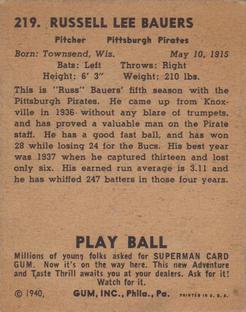 219. RUSSELL LEE BAUERS
Pitcher Pittsburgh Pirates
Born: Townsend, Wis. May 10, 1915
Bats: Left Throws: Right
Height: 6' 3" Weight: 210 lbs.
This is "Russ" Bauers' fifth season with the
Pittsburgh Pirates. He came up from Knox-
ville in 1936 without any blare of trumpets,
and has proved a valuable man on the Pirate
staff. He has a good fast ball, and has won
28 while losing 24 for the Bucs. His best year
was 1937 when he captured thirteen and lost
only six. His earned run average is 3.11 and
he has whiffed 247 batters in those four years.
PLAY BALL
Millions of young folks asked for SUPERMAN CARD
GUM. Now it's on the way here. This new Adventure
and Taste Thrill awaits you at your dealers. Ask for it!
Watch for it.
© 1940, GUM, INC., Phila., Pa. PRINTED IN U. S. A.